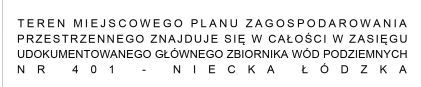 TEREN MIEJSCOWEGO PLANU ZAGOSPODAROWANIA
PRZESTRZENNEGO ZNAJDUJE SIĘ W CAŁOŚCI W ZASIĘGU
UDOKUMENTOWANEGO GŁÓWNEGO ZBIORNIKA WÓD PODZIEMNYCH
NR 401 - NIECKA ŁÓDZKA